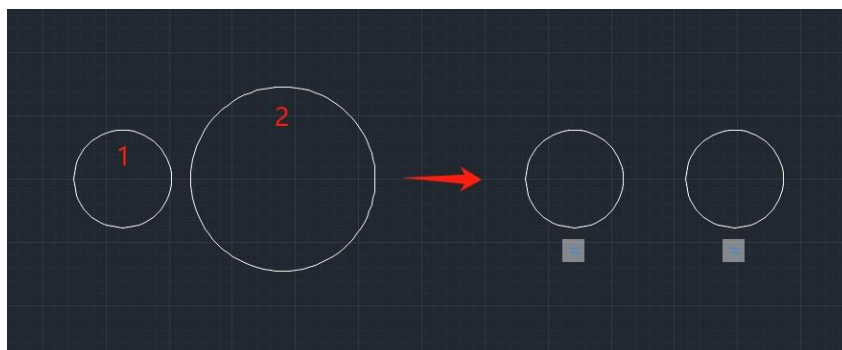 1
2
=
=